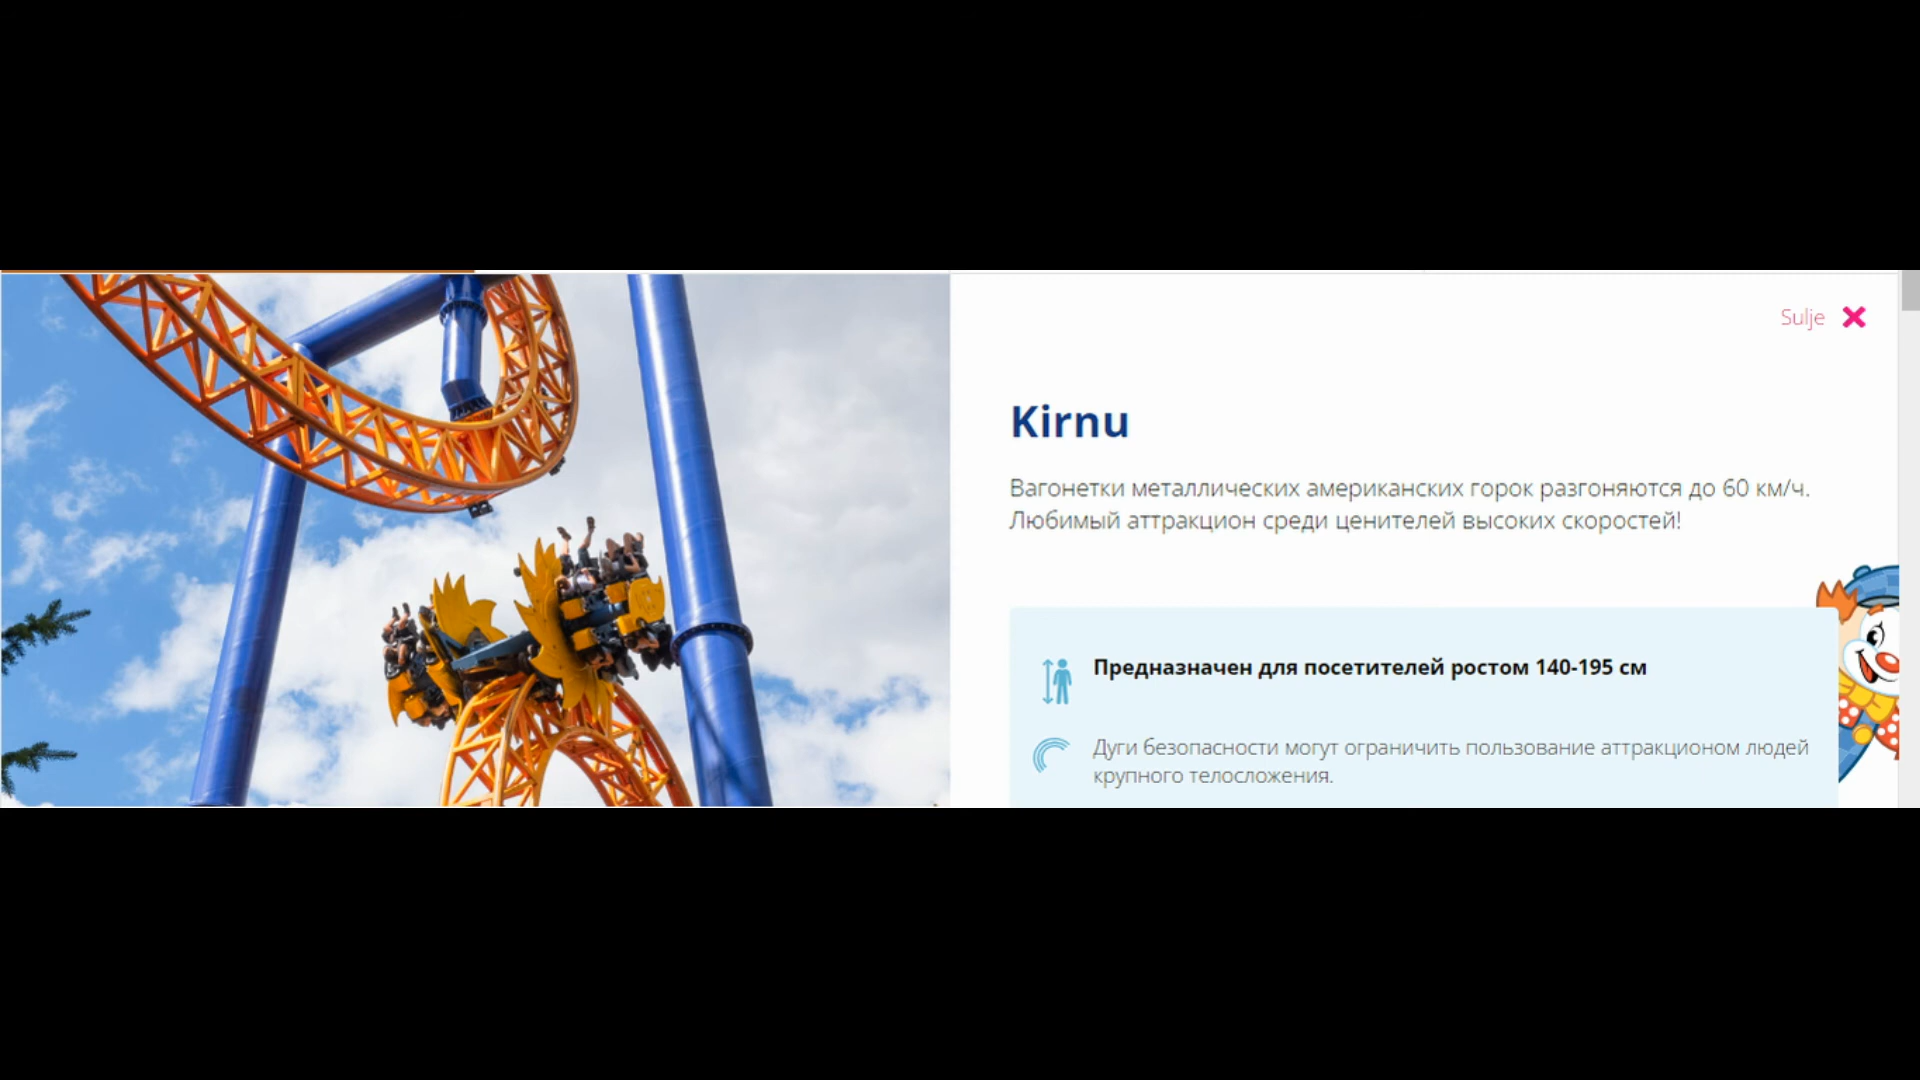 Sulje
Kirnu
Вагонетки металлических американских горок разгоняются до 60 км/ч.
Любимый аттракцион среди ценителей высоких скоростей!
Предназначен для посетителей ростом 140-195 см
Дуги безопасности могут ограничить пользование аттракционом людей
крупного телосложения.